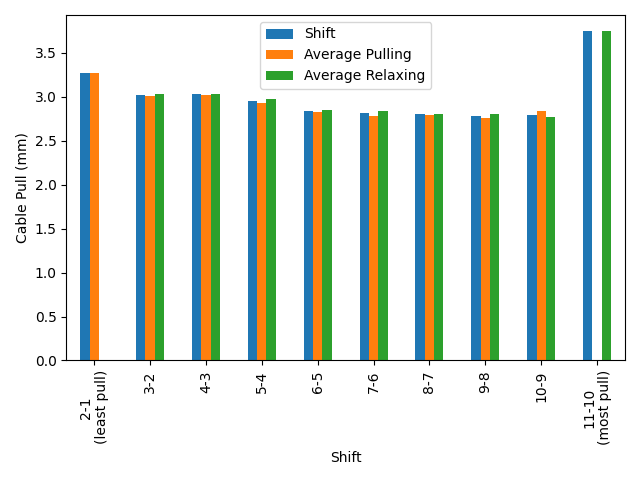 Shift
Average Pulling
Average Relaxing
Cable Pull (mm)
3.5
3.0
2.5
2.0
1.5
1.0
0.5
0.0
2-1
(least pull)
3-2
4-3
5-4
6-5
7-6
8-7
9-8
10-9
11-10
(most pull)
Shift